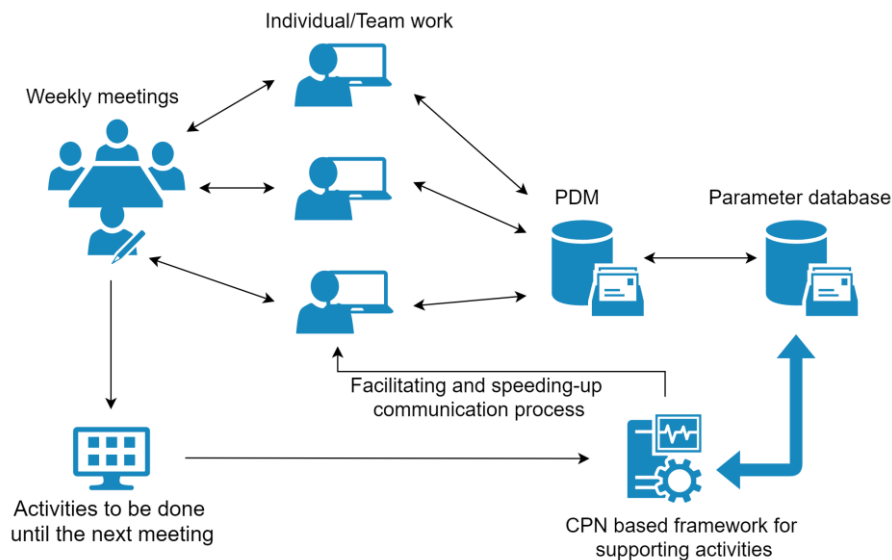 Individual/Team work
Weekly meetings
PDM
Parameter database
Facilitating and speeding-up
communication process
Activities to be done
until the next meeting
CPN based framework for
supporting activities